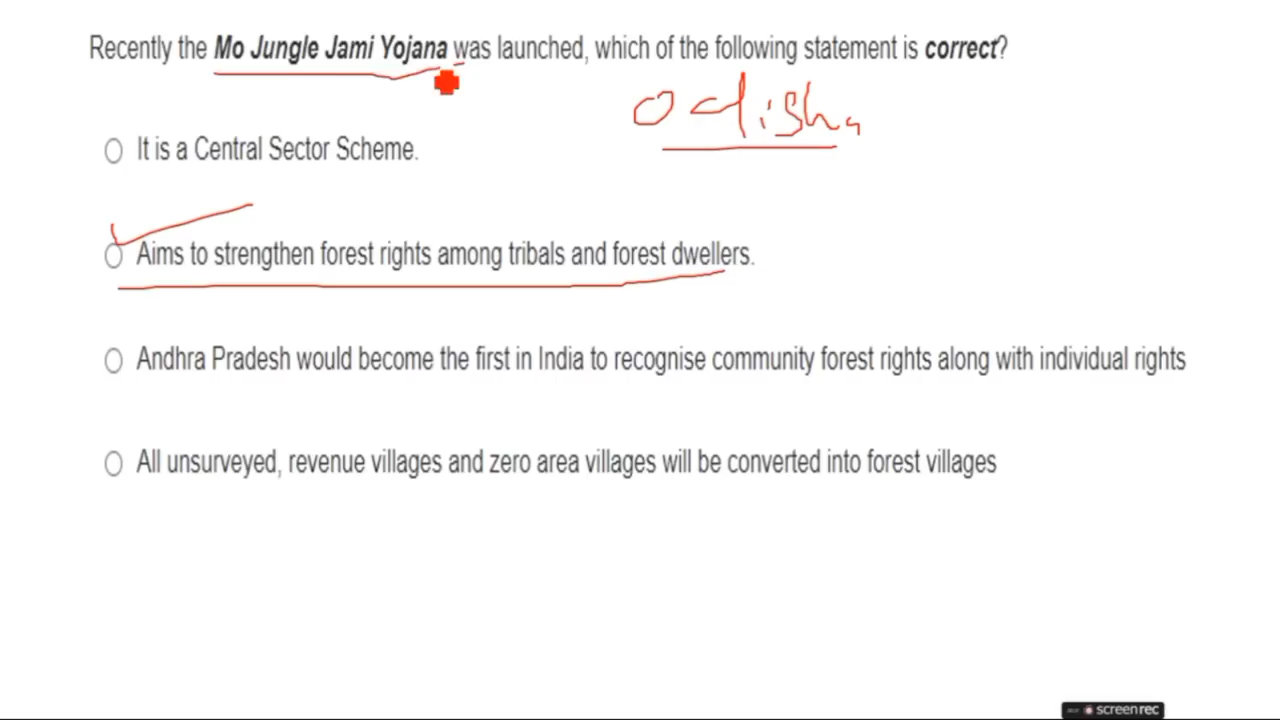 Recently the Mo Jungle Jami Yojana was launched, which of the following statement is correct?
Odisha
It is a Central Sector Scheme.
Aims to strengthen forest rights among tribals and forest dwellers.
Andhra Pradesh would become the first in India to recognise community forest rights along with individual rights
All unsurveyed, revenue villages and zero area villages will be converted into forest villages
screenrec